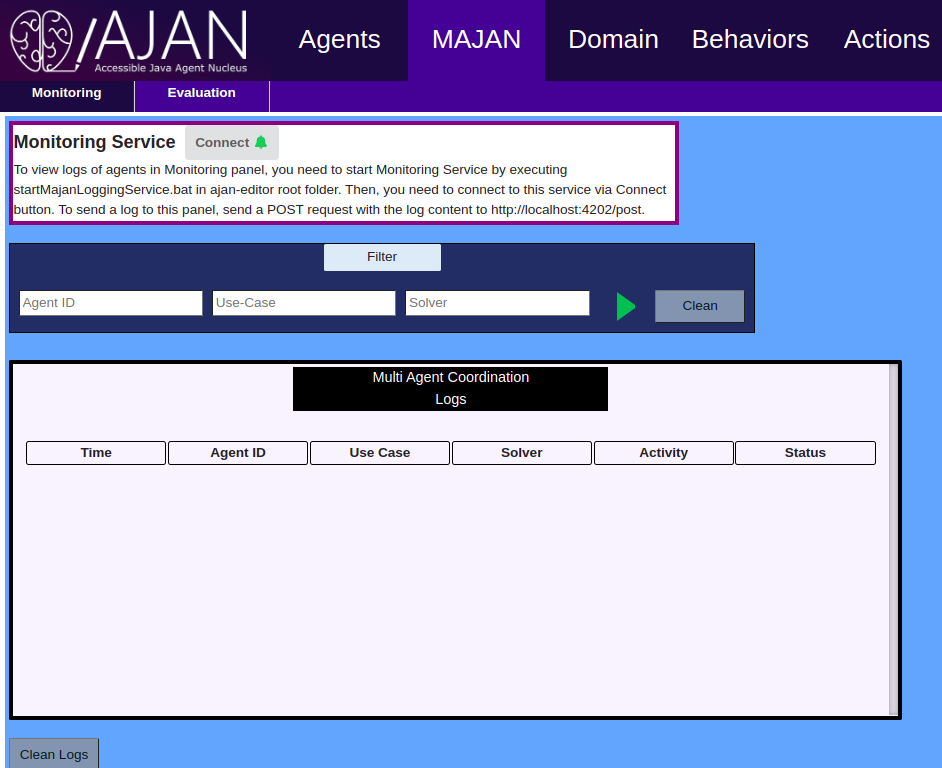 /AJAN
Accessible Java Agent Nucleus
Agents MAJAN Domain Behaviors Actions
Monitoring Evaluation
Monitoring Service Connect
To view logs of agents in Monitoring panel, you need to start Monitoring Service by executing
startMajanLoggingService.bat in ajan-editor root folder. Then, you need to connect to this service via Connect
button. To send a log to this panel, send a POST request with the log content to http://localhost:4202/post.
Filter
Agent ID Use-Case Solver Clean
Multi Agent Coordination
Logs
Time Agent ID Use Case Solver Activity Status
Clean Logs